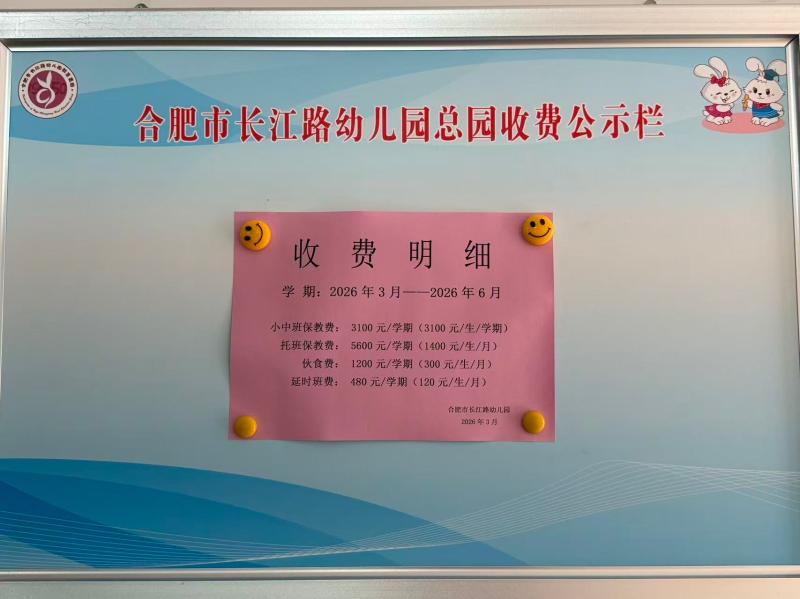 合肥市长江路幼儿园总园收费公示栏
收费明细
学期：2026年3月——2026年6月
小中班保教费：3100元/学期（3100元/生/学期）
托班保教费：5600元/学期（1400元/生/月）
伙食费：1200元/学期（300元/生/月）
延时班费：480元/学期（120元/生/月）
合肥市长江路幼儿园
2026年3月